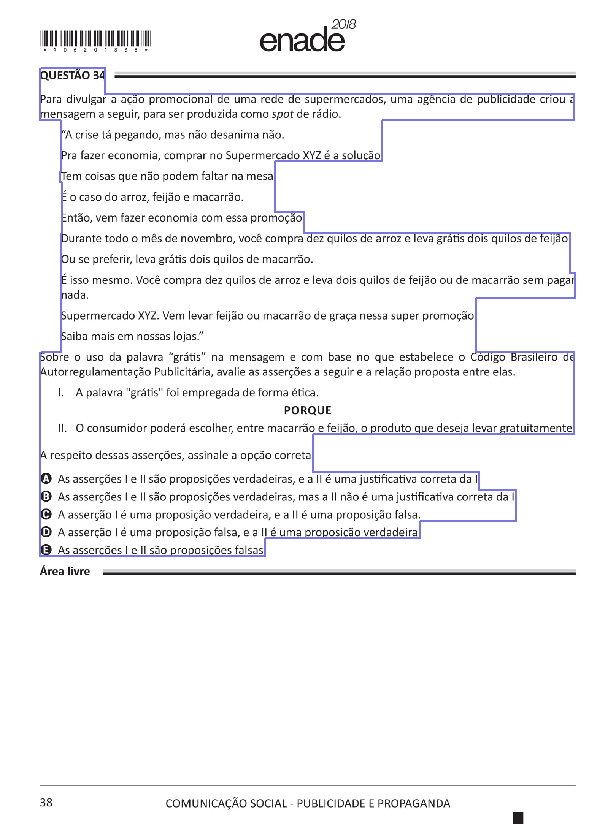 *R0620188
enade2018
QUESTÃO 34
Para divulgar a ação promocional de uma rede de supermercados, uma agência de publicidade criou a
mensagem a seguir, para ser produzida como spot de rádio.
“A crise tá pegando, mas não desanima não.
Pra fazer economia, comprar no Supermercado XYZ é a solução
Tem coisas que não podem faltar na mesa
É o caso do arroz, feijão e macarrão.
Então, vem fazer economia com essa promoção
Durante todo o mês de novembro, você compra dez quilos de arroz e leva grátis dois quilos de feijão
Ou se preferir, leva grátis dois quilos de macarrão.
É isso mesmo. Você compra dez quilos de arroz e leva dois quilos de feijão ou de macarrão sem pagar
nada.
Supermercado XYZ. Vem levar feijão ou macarrão de graça nessa super promoção
Saiba mais em nossas lojas.”
Sobre o uso da palavra “grátis” na mensagem e com base no que estabelece o Código Brasileiro de
Autorregulamentação Publicitária, avalie as asserções a seguir e a relação proposta entre elas.
I. A palavra "grátis" foi empregada de forma ética.
PORQUE
II. O consumidor poderá escolher, entre macarrão e feijão, o produto que deseja levar gratuitamente
A respeito dessas asserções, assinale a opção correta
A As asserções I e II são proposições verdadeiras, e a II é uma justificativa correta da I
B As asserções I e II são proposições verdadeiras, mas a II não é uma justificativa correta da I
C A asserção I é uma proposição verdadeira, e a II é uma proposição falsa.
D A asserção I é uma proposição falsa, e a II é uma proposição verdadeira
E As asserções I e II são proposições falsas
Área livre
38
COMUNICAÇÃO SOCIAL - PUBLICIDADE E PROPAGANDA